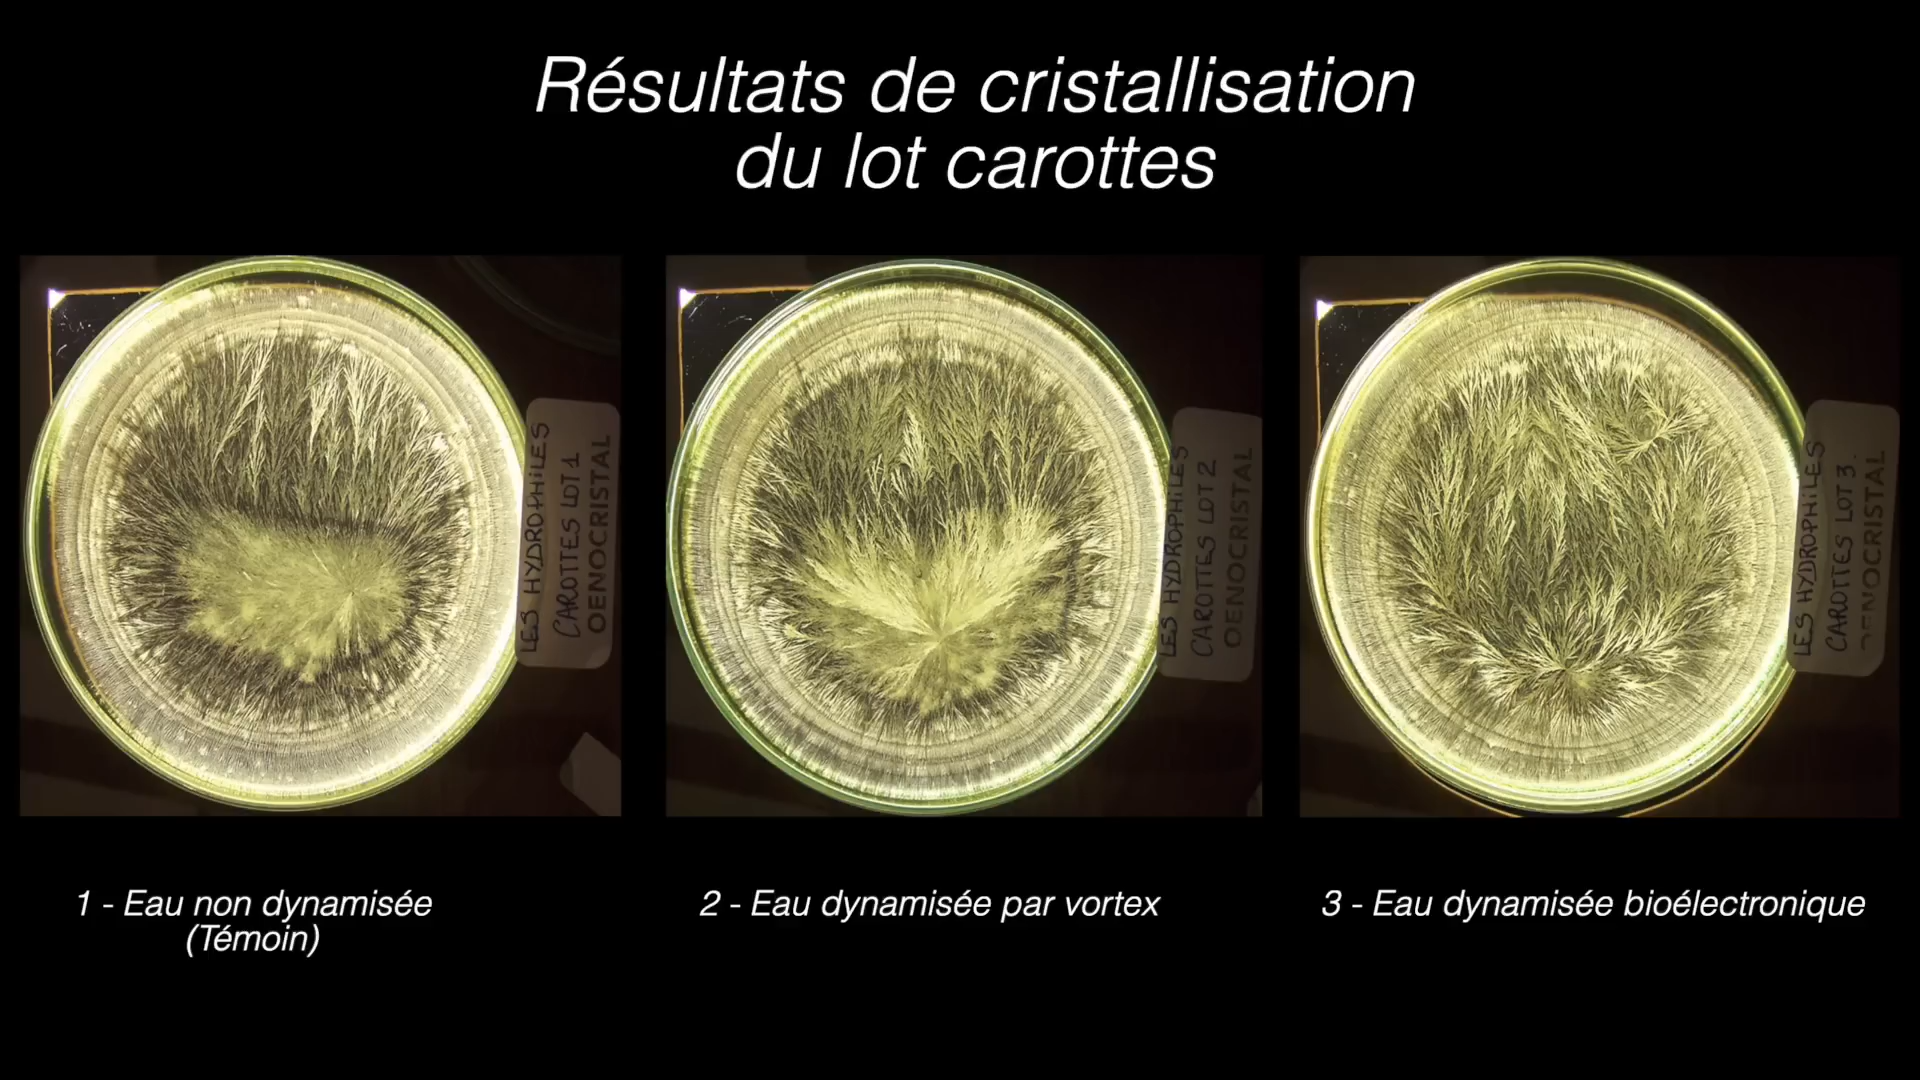 Résultats de cristallisation
du lot carottes
LES HYDROPHILES
CAROTTES LOT 1
OENOCRISTAL
LES HYDROPHILES
CAROTTES LOT 2
OENOCRISTAL
LES HYDROPHILES
CAROTTES LOT 3.
OENOCRISTAL
1 - Eau non dynamisée
(Témoin)
2 - Eau dynamisée par vortex
3 - Eau dynamisée bioélectronique